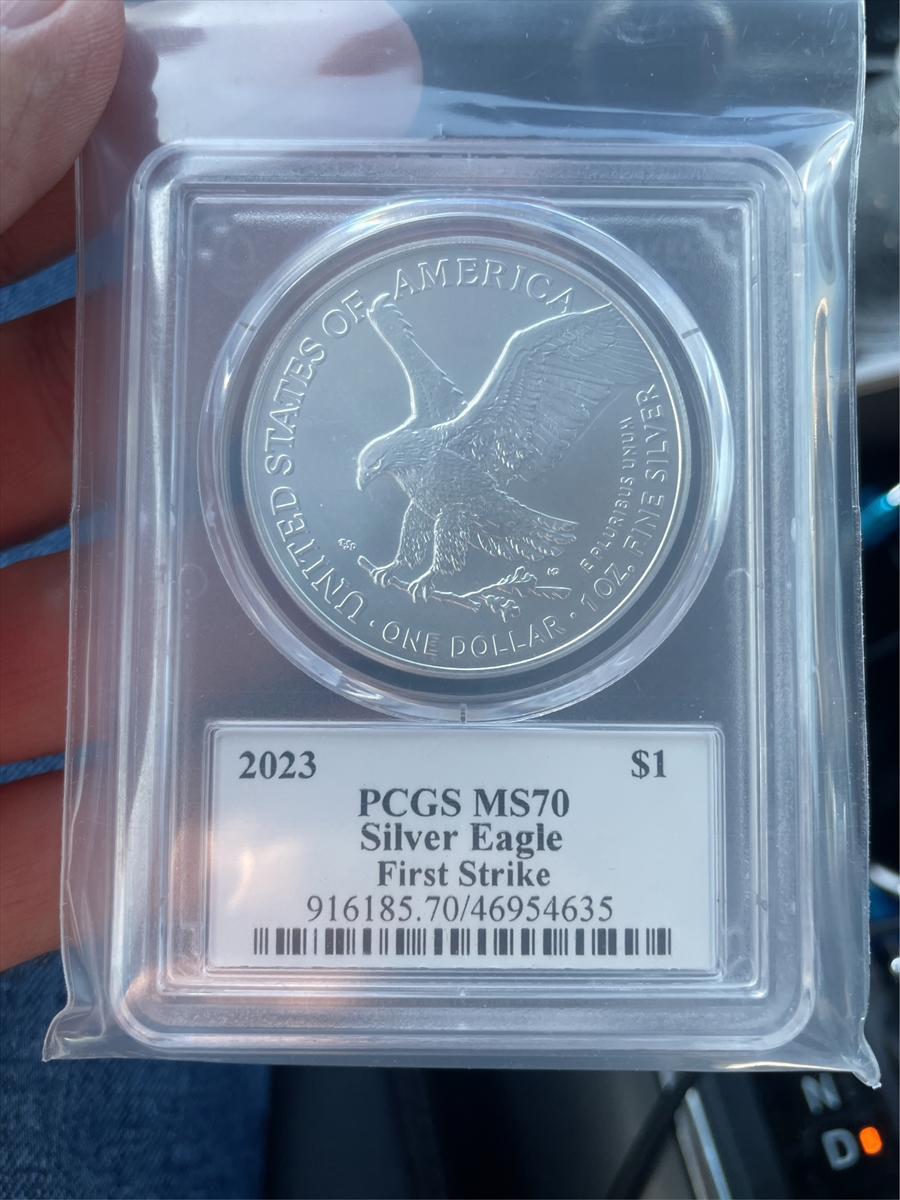 UNITED STATES OF AMERICA
E PLURIBUS UNUM
· ONE DOLLAR · 1 OZ. FINE SILVER
2023 $1
PCGS MS70
Silver Eagle
First Strike
916185.70/46954635
N
D